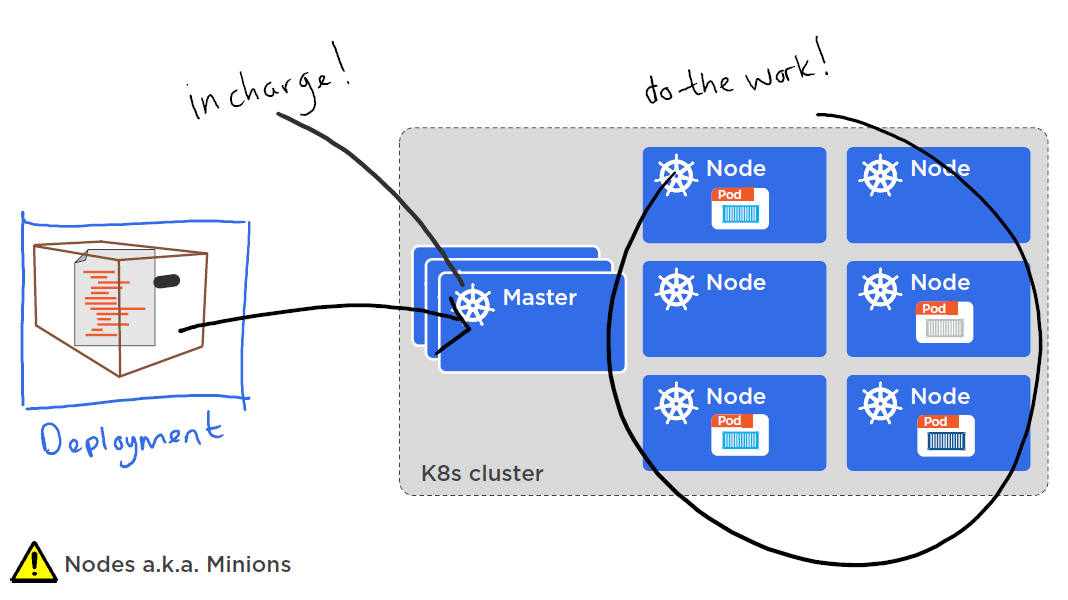 in charge!
do the work!
Node
Pod
Node
Master
Node
Node
Pod
Node
Pod
Node
Pod
Deployment
K8s cluster
Nodes a.k.a. Minions